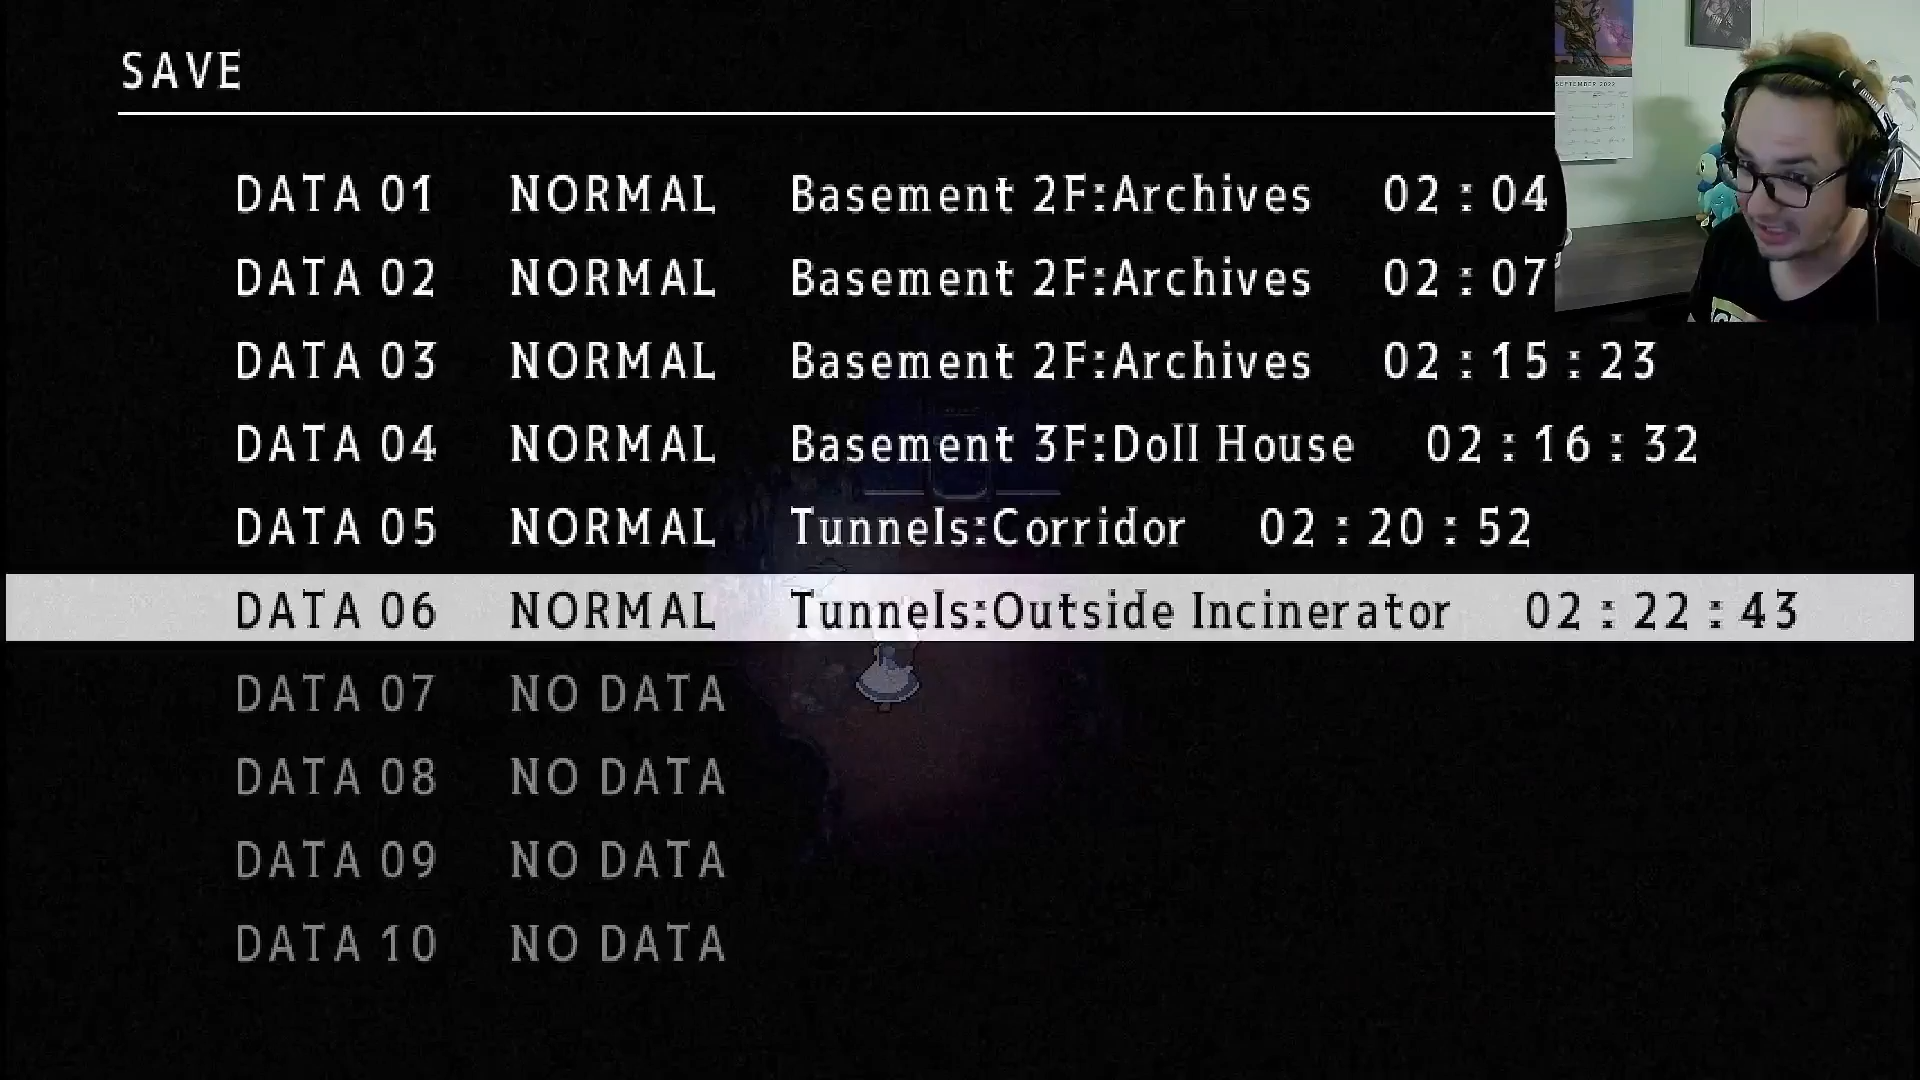 SAVE
SEPTEMBER 2022
DATA 01 NORMAL Basement 2F:Archives 02 : 04
DATA 02 NORMAL Basement 2F:Archives 02 : 07
DATA 03 NORMAL Basement 2F:Archives 02 : 15 : 23
DATA 04 NORMAL Basement 3F:Doll House 02 : 16 : 32
DATA 05 NORMAL Tunnels:Corridor 02 : 20 : 52
DATA 06 NORMAL Tunnels:Outside Incinerator 02 : 22 : 43
DATA 07 NO DATA
DATA 08 NO DATA
DATA 09 NO DATA
DATA 10 NO DATA